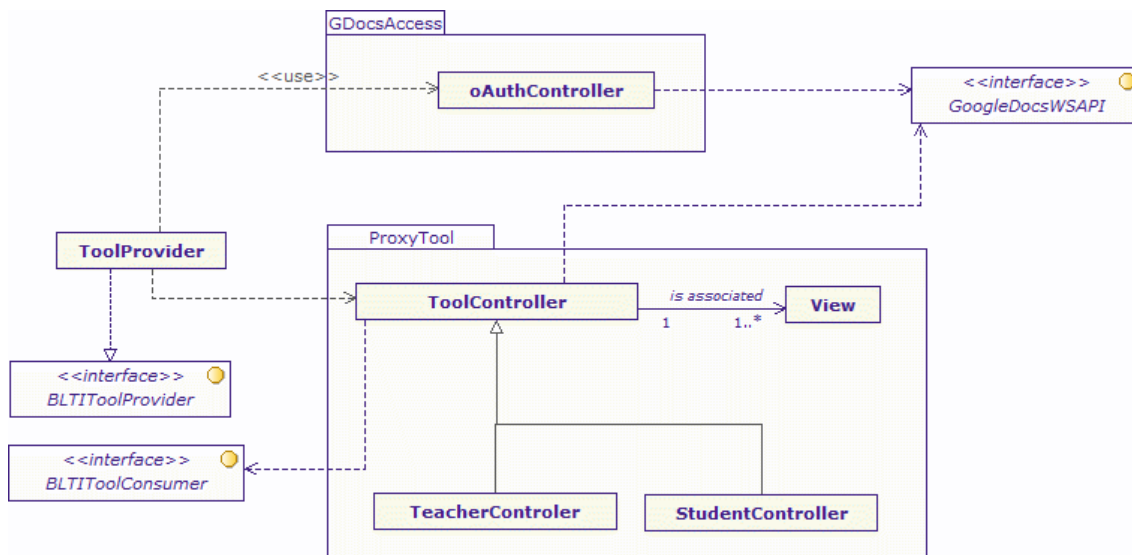 GDocsAccess
<<use>>
oAuthController
<<interface>>
GoogleDocsWSAPI
ToolProvider
ProxyTool
ToolController
is associated
1
1..*
View
<<interface>>
BLTIToolProvider
<<interface>>
BLTIToolConsumer
TeacherControler
StudentController